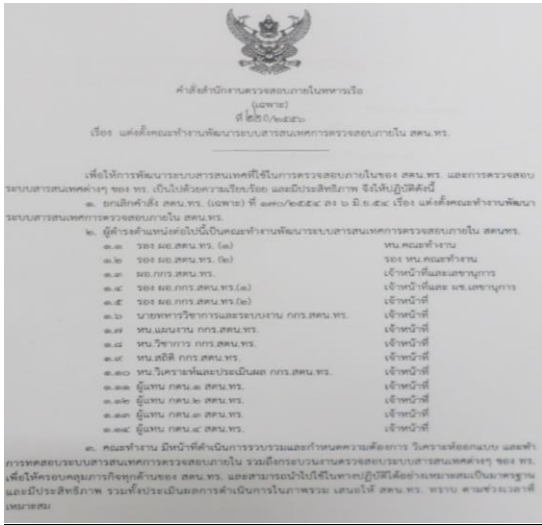 คำสั่งสำนักงานตรวจสอบภายในทหารเรือ
(เฉพาะ)
ที่ ๒๒๐/๒๕๕๖
เรื่อง แต่งตั้งคณะทำงานพัฒนาระบบสารสนเทศการตรวจสอบภายใน สตน.ทร.
เพื่อให้การพัฒนาระบบสารสนเทศที่ใช้ในการตรวจสอบภายในของ สตน.ทร. และการตรวจสอบ
ระบบสารสนเทศต่างๆ ของ ทร. เป็นไปด้วยความเรียบร้อย และมีประสิทธิภาพ จึงให้ปฏิบัติดังนี้
๑. ยกเลิกคำสั่ง สตน.ทร. (เฉพาะ) ที่ ๑๗๐/๒๕๕๔ ลง ๖ มิ.ย.๕๔ เรื่อง แต่งตั้งคณะทำงานพัฒนา
ระบบสารสนเทศการตรวจสอบภายใน สตน.ทร.
๒. ผู้ดำรงตำแหน่งต่อไปนี้เป็นคณะทำงานพัฒนาระบบสารสนเทศการตรวจสอบภายใน สตนทร.
๑.๑ รอง ผอ.สตน.ทร. (๑) หน.คณะทำงาน
๑.๒ รอง ผอ.สตน.ทร. (๒) รอง หน.คณะทำงาน
๑.๓ ผอ.กกร.สตน.ทร. เจ้าหน้าที่และเลขานุการ
๑.๔ รอง ผอ.กกร.สตน.ทร.(๑) เจ้าหน้าที่และ ผช.เลขานุการ
๑.๕ รอง ผอ.กกร.สตน.ทร.(๒) เจ้าหน้าที่
๑.๖ นายทหารวิชาการและระบบงาน กกร.สตน.ทร. เจ้าหน้าที่
๑.๗ หน.แผนงาน กกร.สตน.ทร. เจ้าหน้าที่
๑.๘ หน.วิชาการ กกร.สตน.ทร. เจ้าหน้าที่
๑.๙ หน.สถิติ กกร.สตน.ทร. เจ้าหน้าที่
๑.๑๐ หน.วิเคราะห์และประเมินผล กกร.สตน.ทร. เจ้าหน้าที่
๑.๑๑ ผู้แทน กตน.๑ สตน.ทร. เจ้าหน้าที่
๑.๑๒ ผู้แทน กตน.๒ สตน.ทร. เจ้าหน้าที่
๑.๑๓ ผู้แทน กตน.๓ สตน.ทร. เจ้าหน้าที่
๑.๑๔ ผู้แทน กตน.๔ สตน.ทร. เจ้าหน้าที่
๓. คณะทำงาน มีหน้าที่ดำเนินการรวบรวมและกำหนดความต้องการ วิเคราะห์ออกแบบ และทำ
การทดสอบระบบสารสนเทศการตรวจสอบภายใน รวมถึงกระบวนงานตรวจสอบระบบสารสนเทศต่างๆ ของ ทร.
เพื่อให้ครอบคลุมภารกิจทุกด้านของ สตน.ทร. และสามารถนำไปใช้ในทางปฏิบัติได้อย่างเหมาะสมเป็นมาตรฐาน
และมีประสิทธิภาพ รวมทั้งประเมินผลการดำเนินการในภาพรวม เสนอให้ สตน.ทร. ทราบ ตามช่วงเวลาที่
เหมาะสม